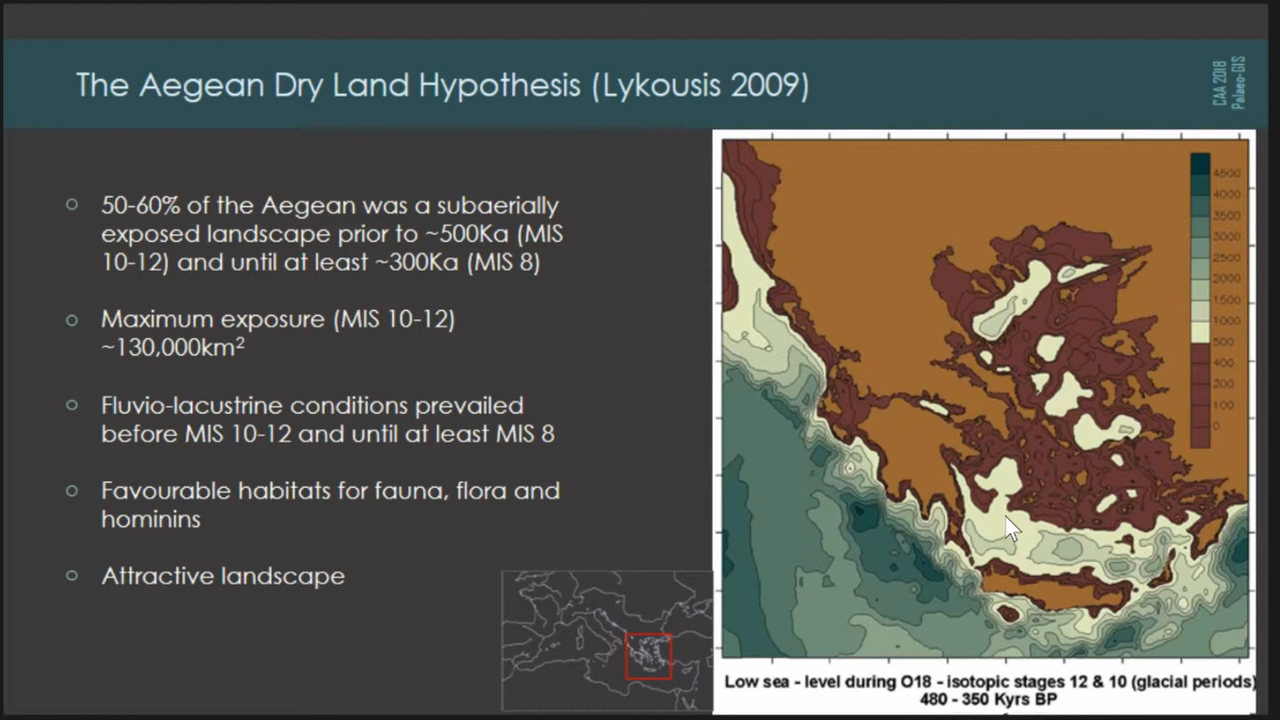 The Aegean Dry Land Hypothesis (Lykousis 2009)
CAA 2018
Palaeo-GIS
50-60% of the Aegean was a subaerially
exposed landscape prior to ~500Ka (MIS
10-12) and until at least ~300Ka (MIS 8)
Maximum exposure (MIS 10-12)
~130,000km²
Fluvio-lacustrine conditions prevailed
before MIS 10-12 and until at least MIS 8
Favourable habitats for fauna, flora and
hominins
Attractive landscape
4500
4000
3500
3000
2500
2000
1500
1000
500
400
200
100
0
Low sea - level during O18 - isotopic stages 12 & 10 (glacial periods)
480 - 350 Kyrs BP